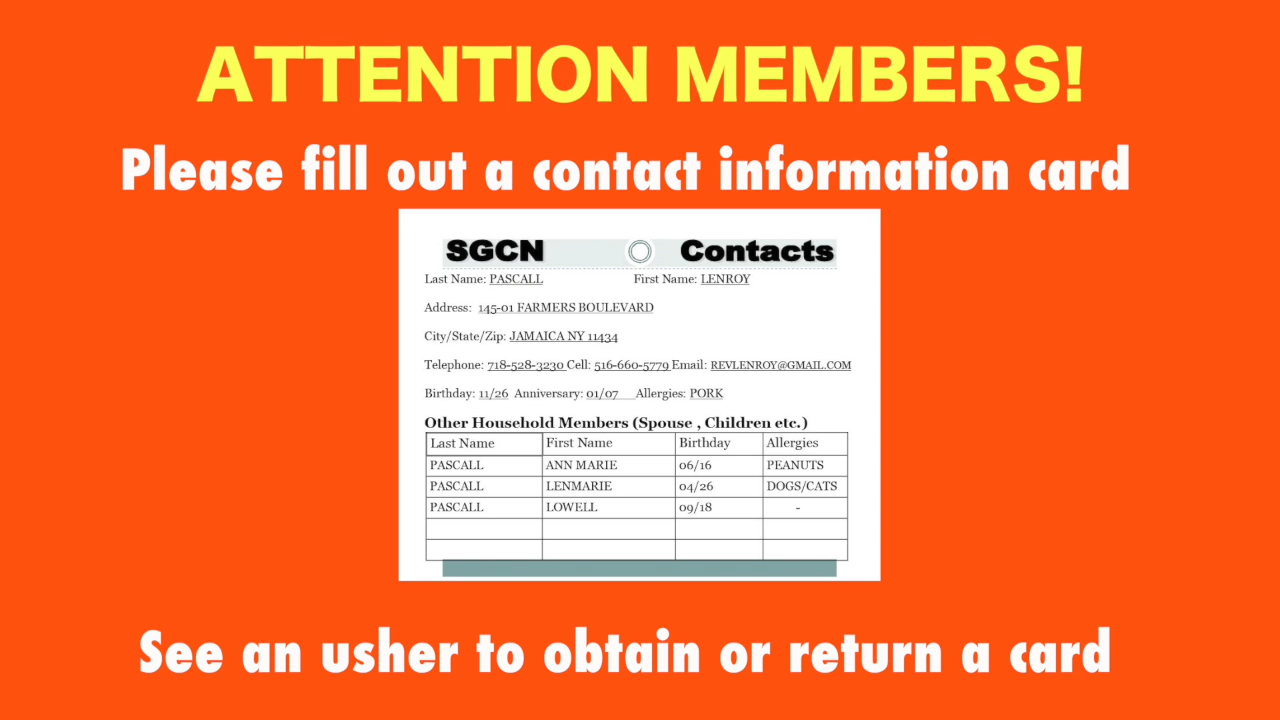 ATTENTION MEMBERS!
Please fill out a contact information card
SGCN Contacts
Last Name: PASCALL First Name: LENROY
Address: 145-01 FARMERS BOULEVARD
City/State/Zip: JAMAICA NY 11434
Telephone: 718-528-3230 Cell: 516-660-5779 Email: REVLENROY@GMAIL.COM
Birthday: 11/26 Anniversary: 01/07 Allergies: PORK
Other Household Members (Spouse , Children etc.)
Last Name First Name Birthday Allergies
PASCALL ANN MARIE 06/16 PEANUTS
PASCALL LENMARIE 04/26 DOGS/CATS
PASCALL LOWELL 09/18 -
See an usher to obtain or return a card